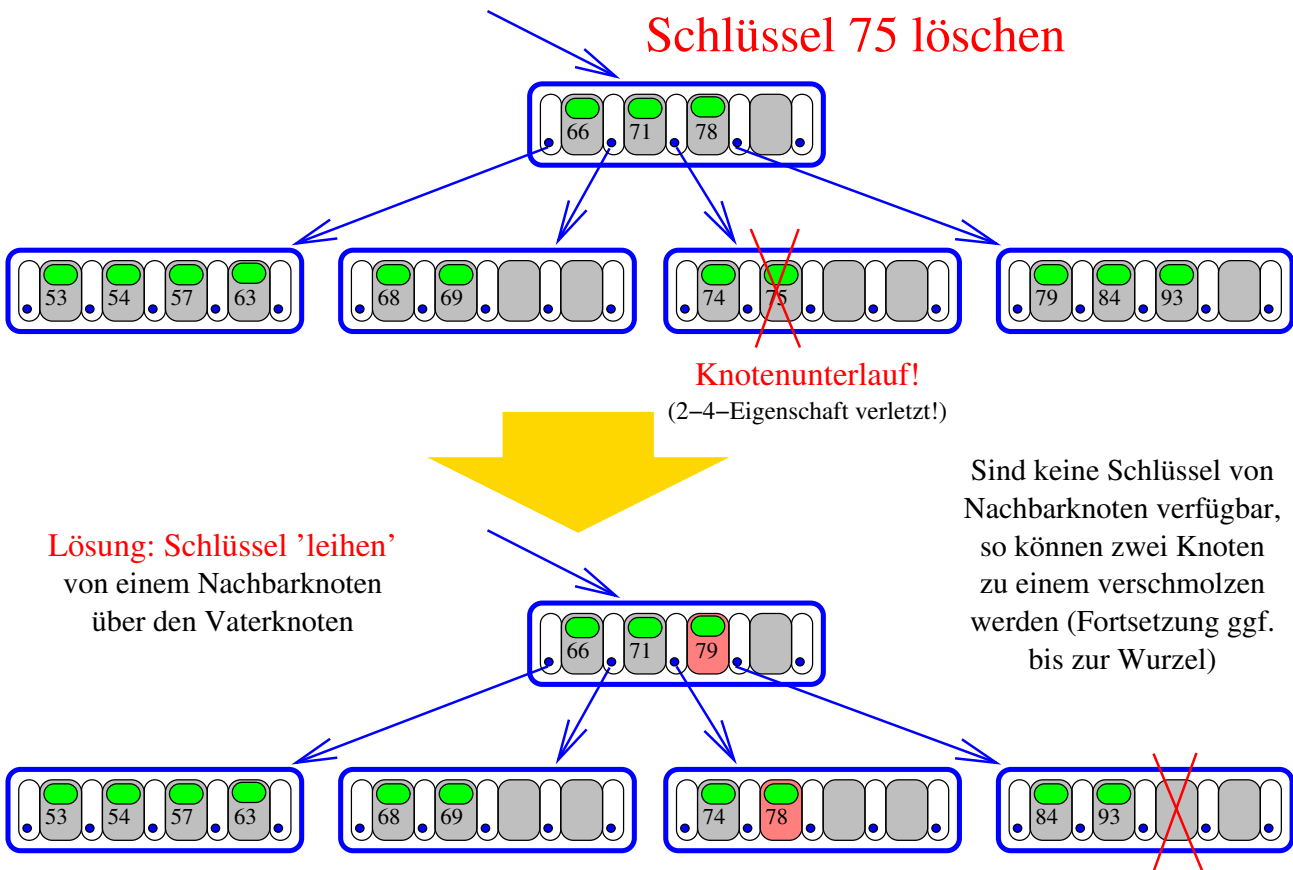 Schlüssel 75 löschen
66 71 78
53 54 57 63 68 69 74 75 79 84 93
Knotenunterlauf!
(2−4−Eigenschaft verletzt!)
Sind keine Schlüssel von
Nachbarknoten verfügbar,
so können zwei Knoten
zu einem verschmolzen
werden (Fortsetzung ggf.
bis zur Wurzel)
Lösung: Schlüssel ’leihen’
von einem Nachbarknoten
über den Vaterknoten
66 71 79
53 54 57 63 68 69 74 78 84 93